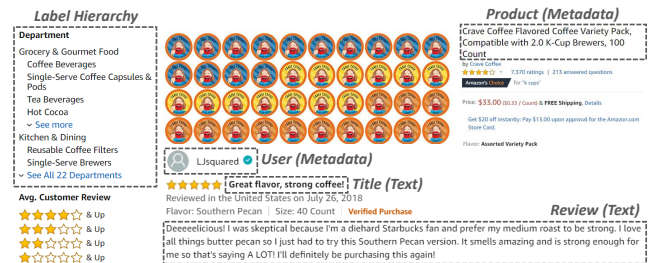 Label Hierarchy
Department
Grocery & Gourmet Food
Coffee Beverages
Single-Serve Coffee Capsules &
Pods
Tea Beverages
Hot Cocoa
See more
Kitchen & Dining
Reusable Coffee Filters
Single-Serve Brewers
See All 22 Departments
Avg. Customer Review
& Up
& Up
& Up
& Up
Product (Metadata)
Crave Coffee Flavored Coffee Variety Pack,
Compatible with 2.0 K-Cup Brewers, 100
Count
by Crave Coffee
7,370 ratings | 213 answered questions
Amazon's Choice for "k cups"
Price: $33.00 ($0.33 / Count) & FREE Shipping. Details
Get $20 off instantly: Pay $13.00 upon approval for the Amazon.com
Store Card.
Flavor: Assorted Variety Pack
LJsquared User (Metadata)
Great flavor, strong coffee! Title (Text)
Reviewed in the United States on July 26, 2018
Flavor: Southern Pecan | Size: 40 Count | Verified Purchase
Review (Text)
Deeeeelicious! I was skeptical because I'm a diehard Starbucks fan and prefer my medium roast to be strong. I love
all things butter pecan so I just had to try this Southern Pecan version. It smells amazing and is strong enough for
me so that's saying A LOT! I'll definitely be purchasing this again!